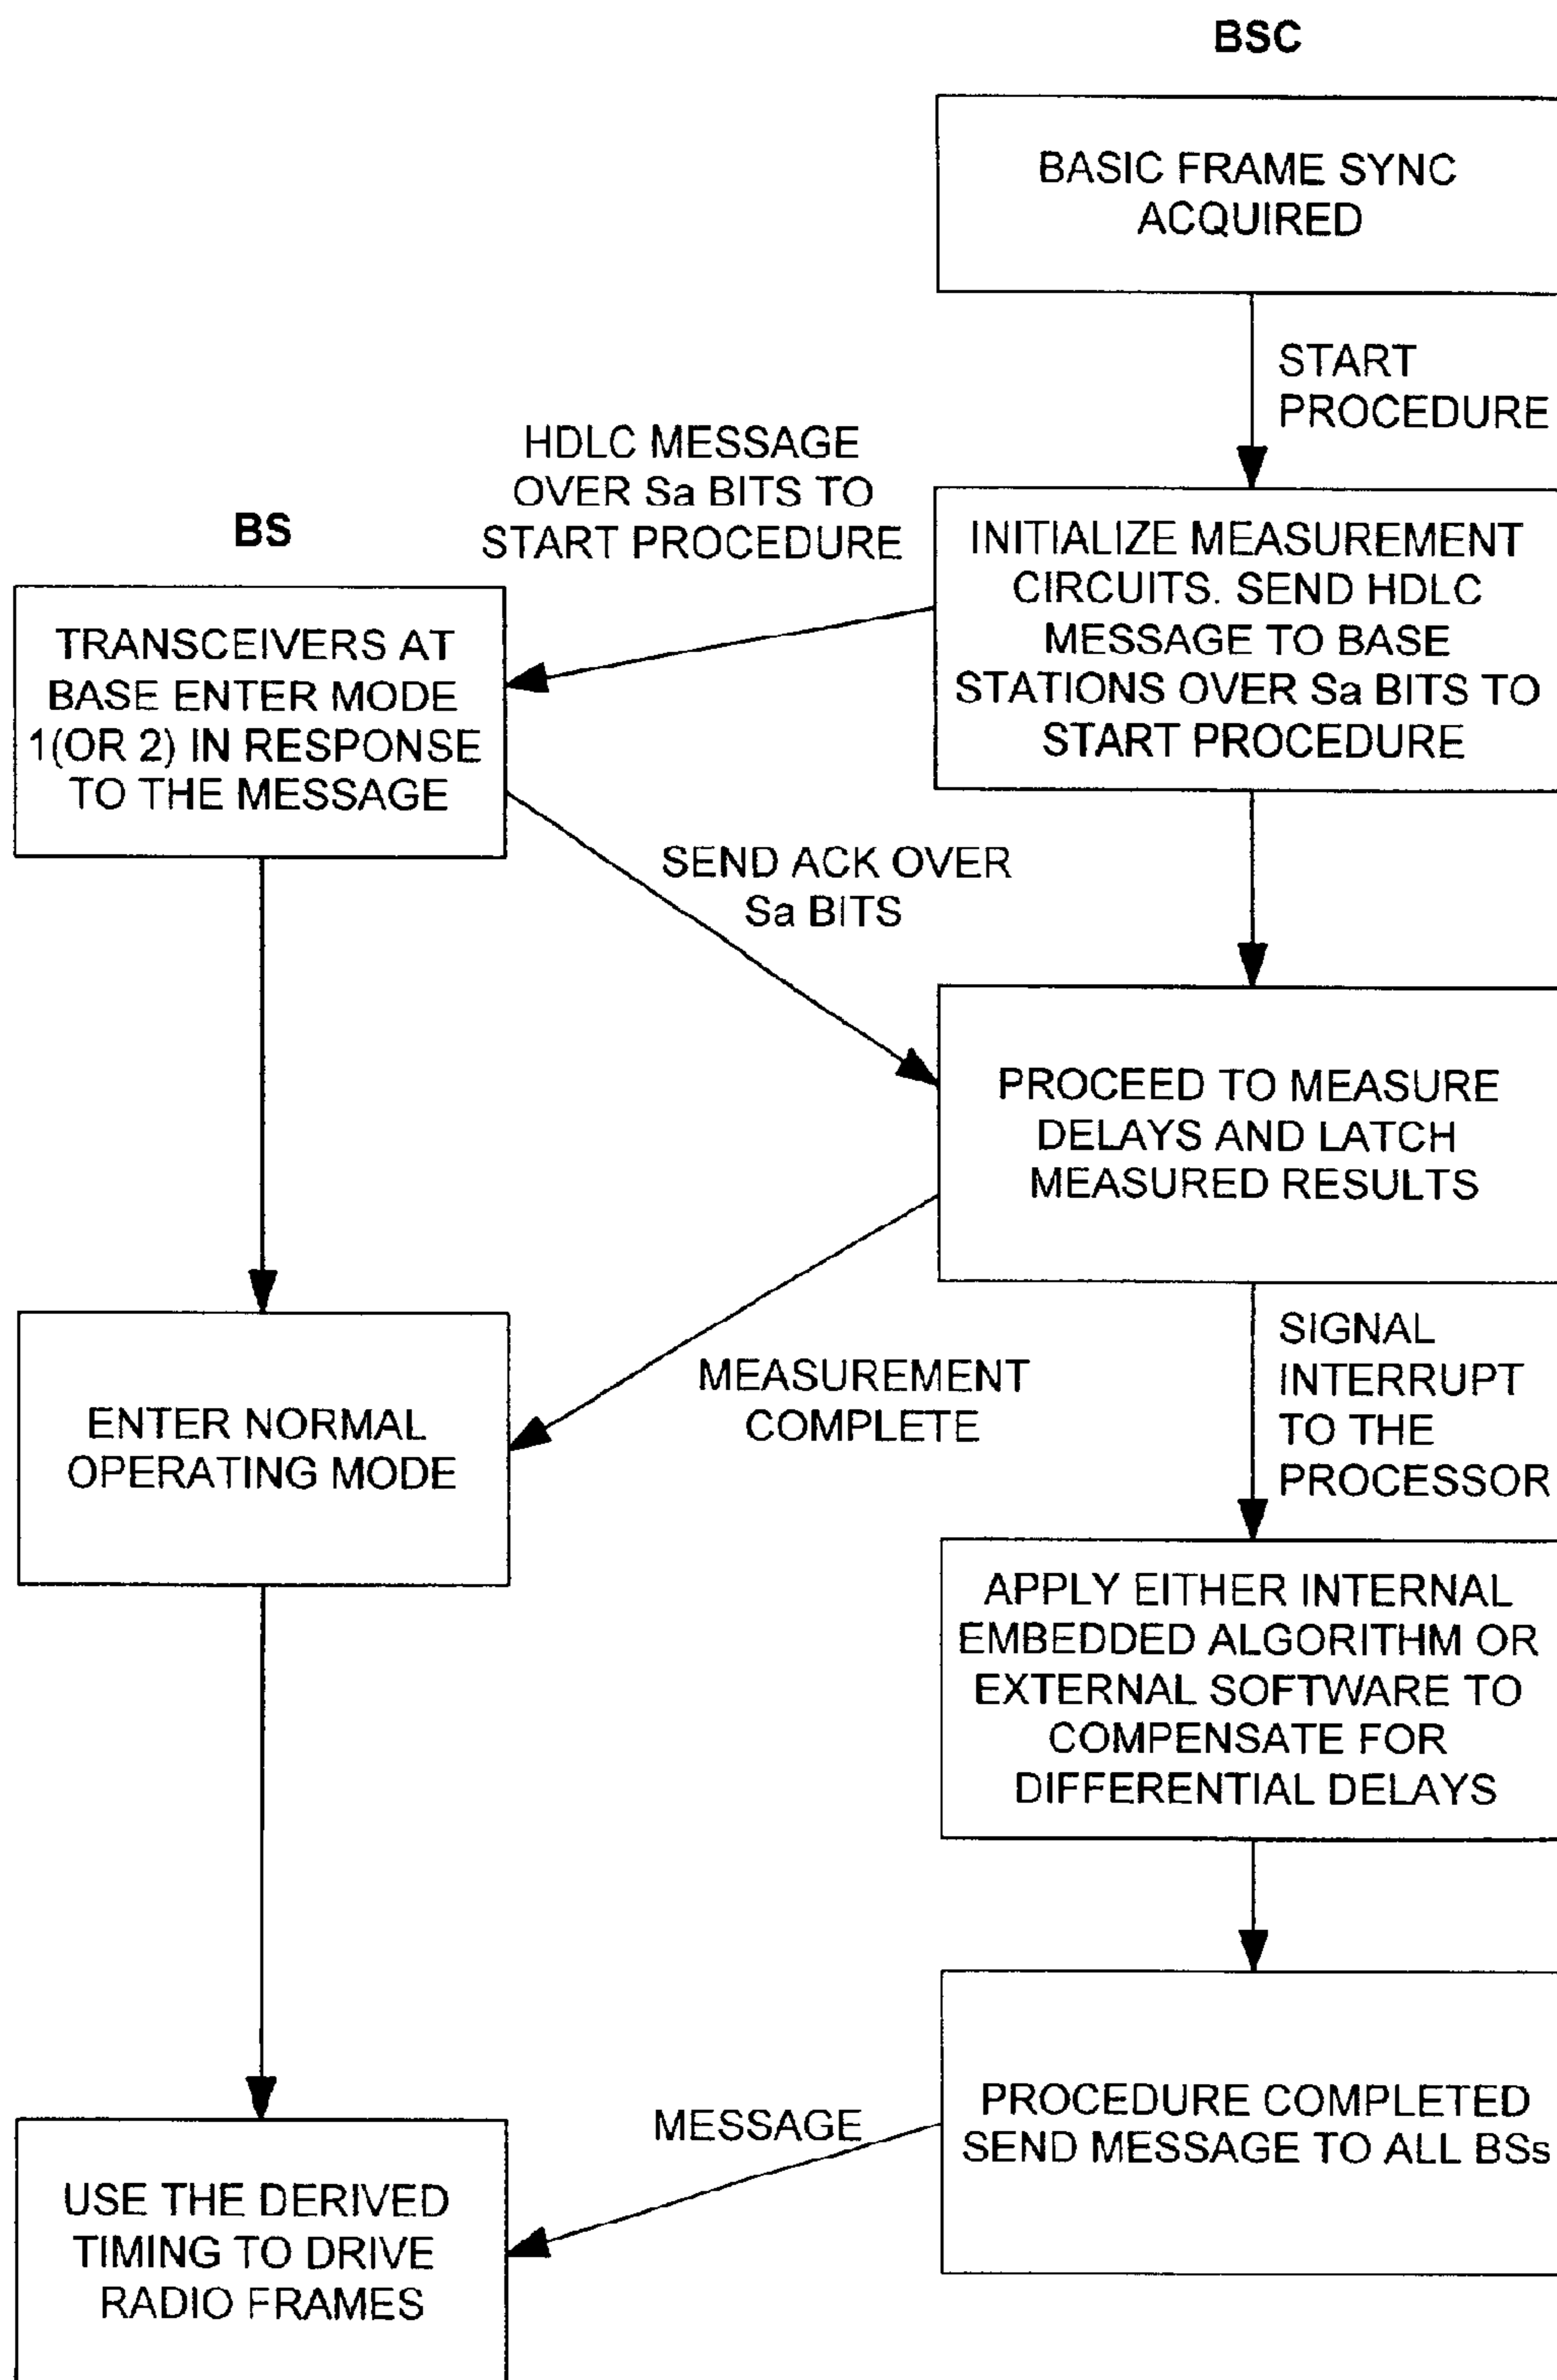 BSC
BASIC FRAME SYNC
ACQUIRED
START
PROCEDURE
HDLC MESSAGE
OVER Sa BITS TO
START PROCEDURE
BS
INITIALIZE MEASUREMENT
CIRCUITS. SEND HDLC
MESSAGE TO BASE
STATIONS OVER Sa BITS TO
START PROCEDURE
TRANSCEIVERS AT
BASE ENTER MODE
1(OR 2) IN RESPONSE
TO THE MESSAGE
SEND ACK OVER
Sa BITS
PROCEED TO MEASURE
DELAYS AND LATCH
MEASURED RESULTS
MEASUREMENT
COMPLETE
SIGNAL
INTERRUPT
TO THE
PROCESSOR
ENTER NORMAL
OPERATING MODE
APPLY EITHER INTERNAL
EMBEDDED ALGORITHM OR
EXTERNAL SOFTWARE TO
COMPENSATE FOR
DIFFERENTIAL DELAYS
PROCEDURE COMPLETED
SEND MESSAGE TO ALL BSs
MESSAGE
USE THE DERIVED
TIMING TO DRIVE
RADIO FRAMES